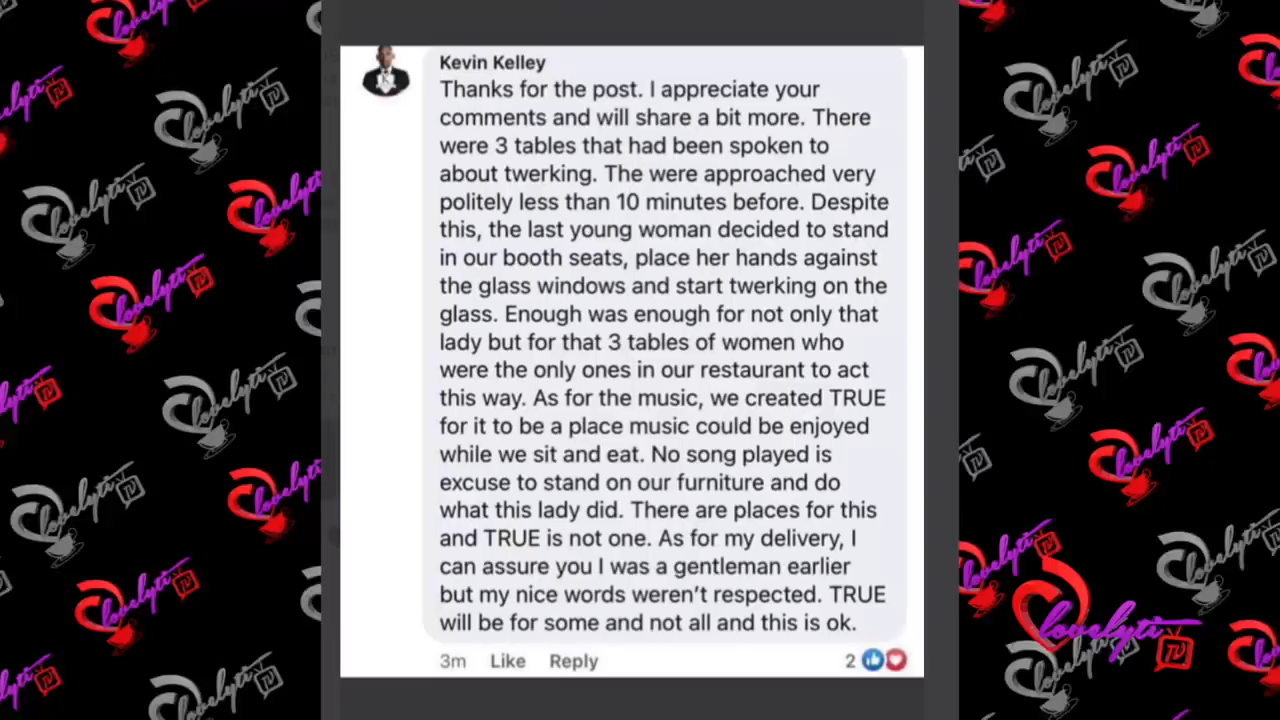 Kevin Kelley
Thanks for the post. I appreciate your
comments and will share a bit more. There
were 3 tables that had been spoken to
about twerking. The were approached very
politely less than 10 minutes before. Despite
this, the last young woman decided to stand
in our booth seats, place her hands against
the glass windows and start twerking on the
glass. Enough was enough for not only that
lady but for that 3 tables of women who
were the only ones in our restaurant to act
this way. As for the music, we created TRUE
for it to be a place music could be enjoyed
while we sit and eat. No song played is
excuse to stand on our furniture and do
what this lady did. There are places for this
and TRUE is not one. As for my delivery, I
can assure you I was a gentleman earlier
but my nice words weren't respected. TRUE
will be for some and not all and this is ok.
3m Like Reply 2
lovelyti TV